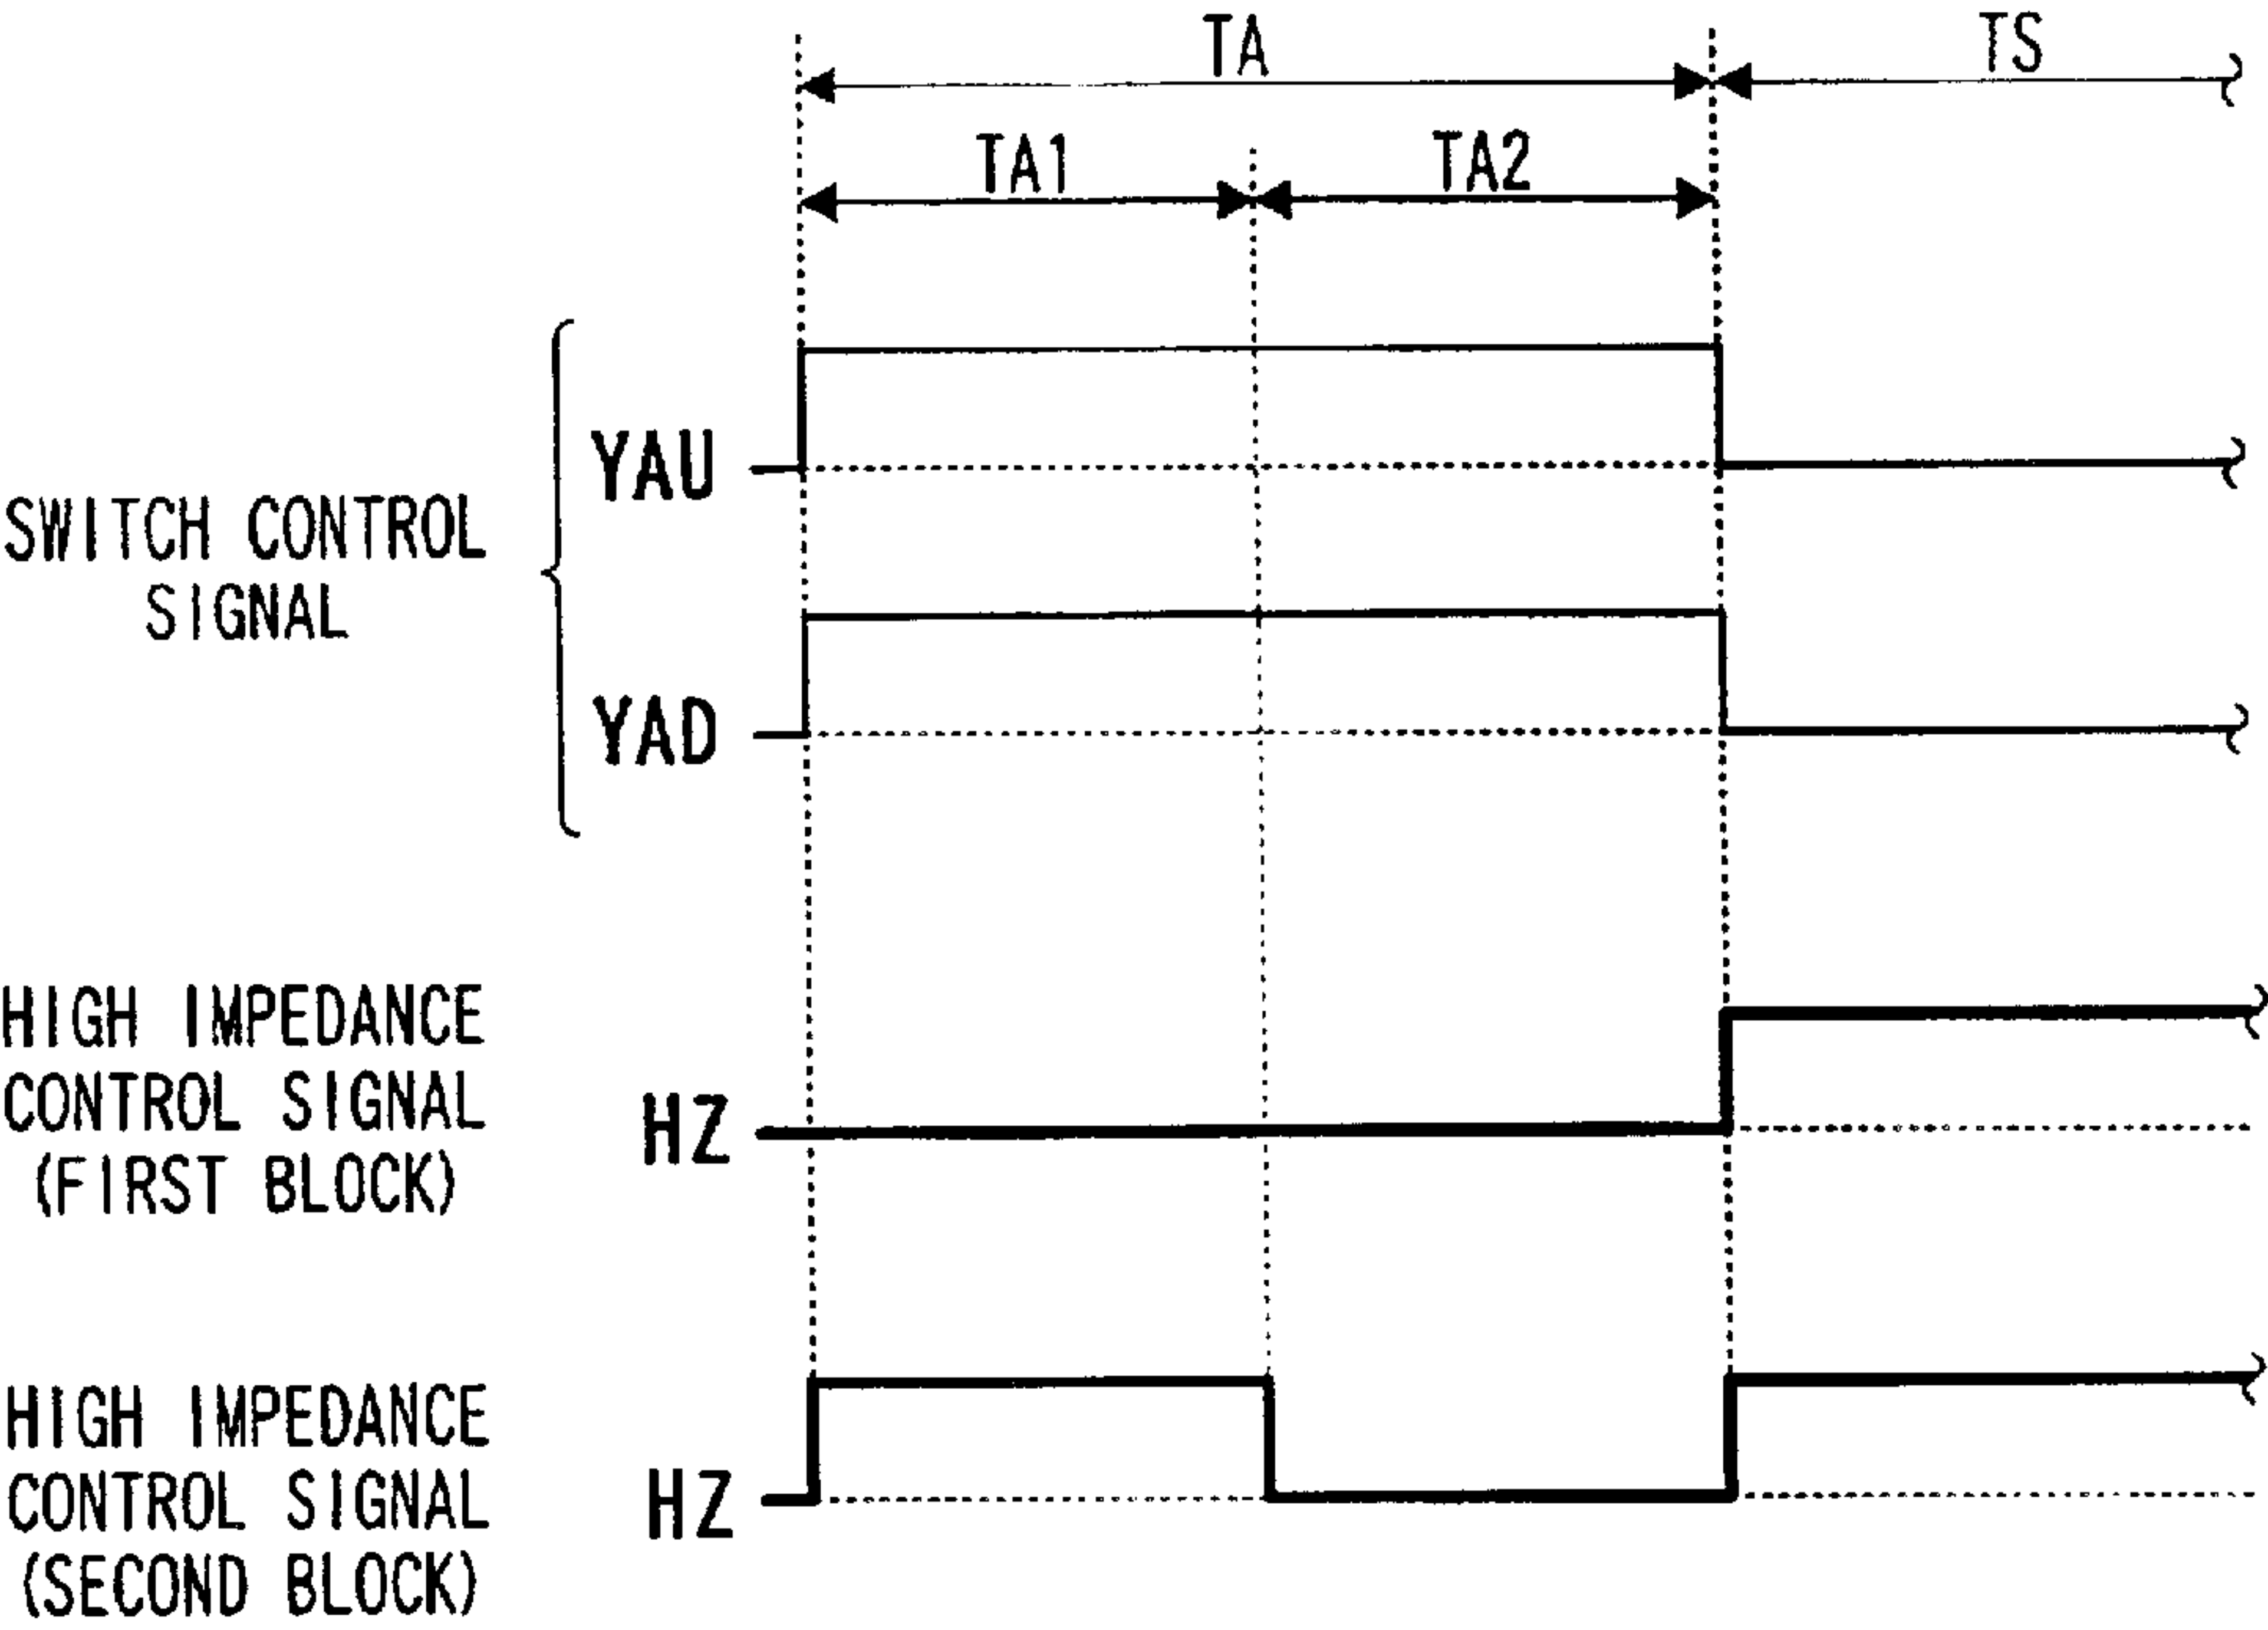 TA
TS
TA1
TA2
YAU
SWITCH CONTROL
SIGNAL
YAD
HIGH IMPEDANCE
CONTROL SIGNAL
(FIRST BLOCK)
HZ
HIGH IMPEDANCE
CONTROL SIGNAL
(SECOND BLOCK)
HZ